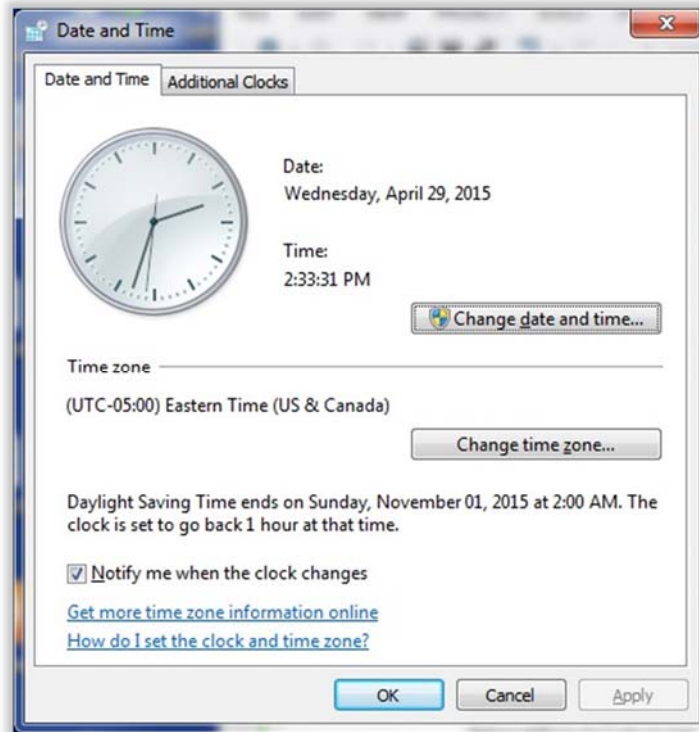 Date and Time
Date and Time
Additional Clocks
Date:
Wednesday, April 29, 2015
Time:
2:33:31 PM
Change date and time...
Time zone
(UTC-05:00) Eastern Time (US & Canada)
Change time zone...
Daylight Saving Time ends on Sunday, November 01, 2015 at 2:00 AM. The
clock is set to go back 1 hour at that time.
Notify me when the clock changes
Get more time zone information online
How do I set the clock and time zone?
OK
Cancel
Apply